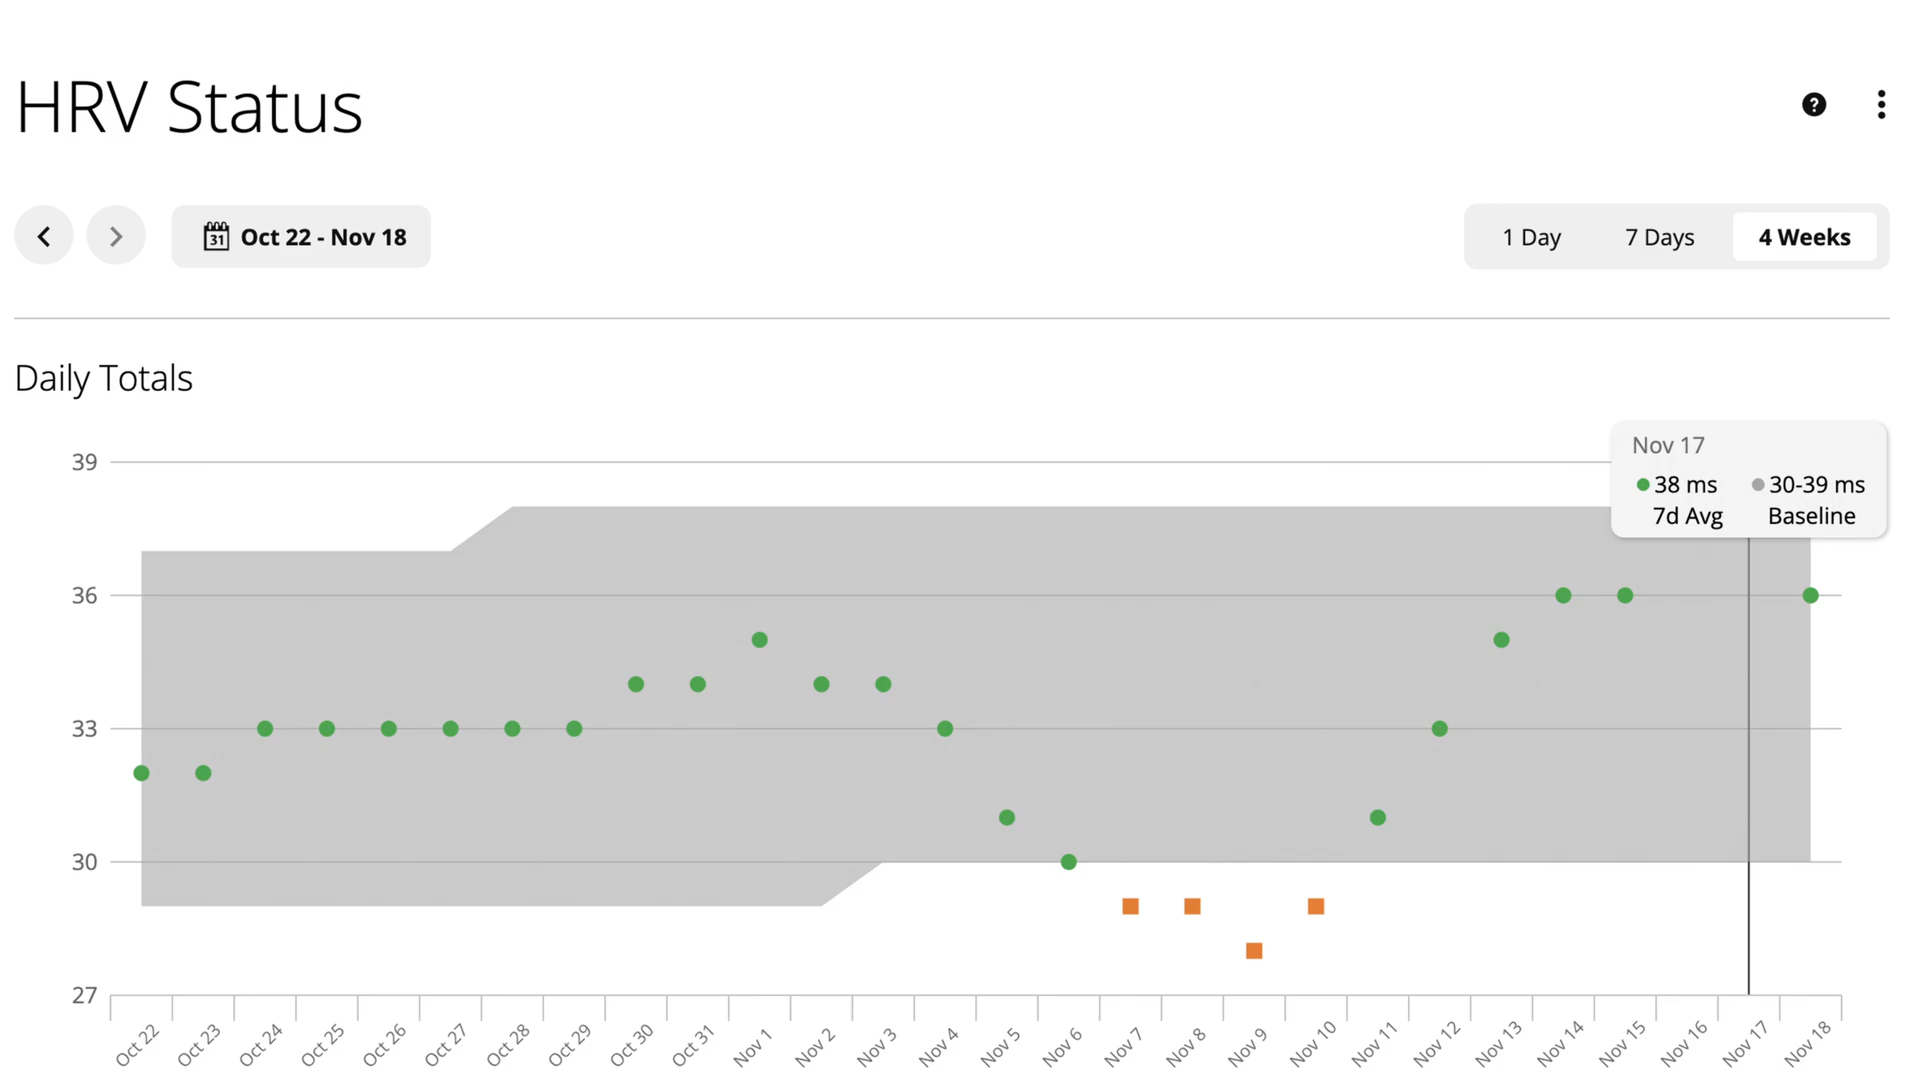 HRV Status
?
31 Oct 22 - Nov 18
1 Day 7 Days 4 Weeks
Daily Totals
Nov 17
38 ms 30-39 ms
7d Avg Baseline
39
36
33
30
27
Oct 22 Oct 23 Oct 24 Oct 25 Oct 26 Oct 27 Oct 28 Oct 29 Oct 30 Oct 31 Nov 1 Nov 2 Nov 3 Nov 4 Nov 5 Nov 6 Nov 7 Nov 8 Nov 9 Nov 10 Nov 11 Nov 12 Nov 13 Nov 14 Nov 15 Nov 16 Nov 17 Nov 18